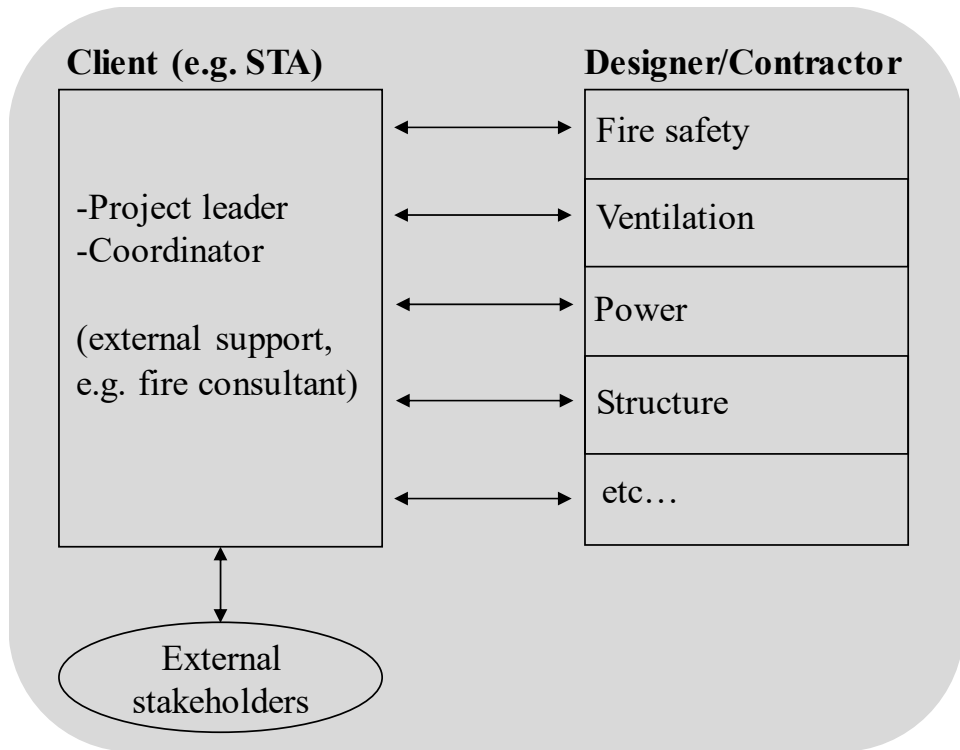 Client (e.g. STA)
-Project leader
-Coordinator
(external support,
e.g. fire consultant)
External
stakeholders
Designer/Contractor
Fire safety
Ventilation
Power
Structure
etc…